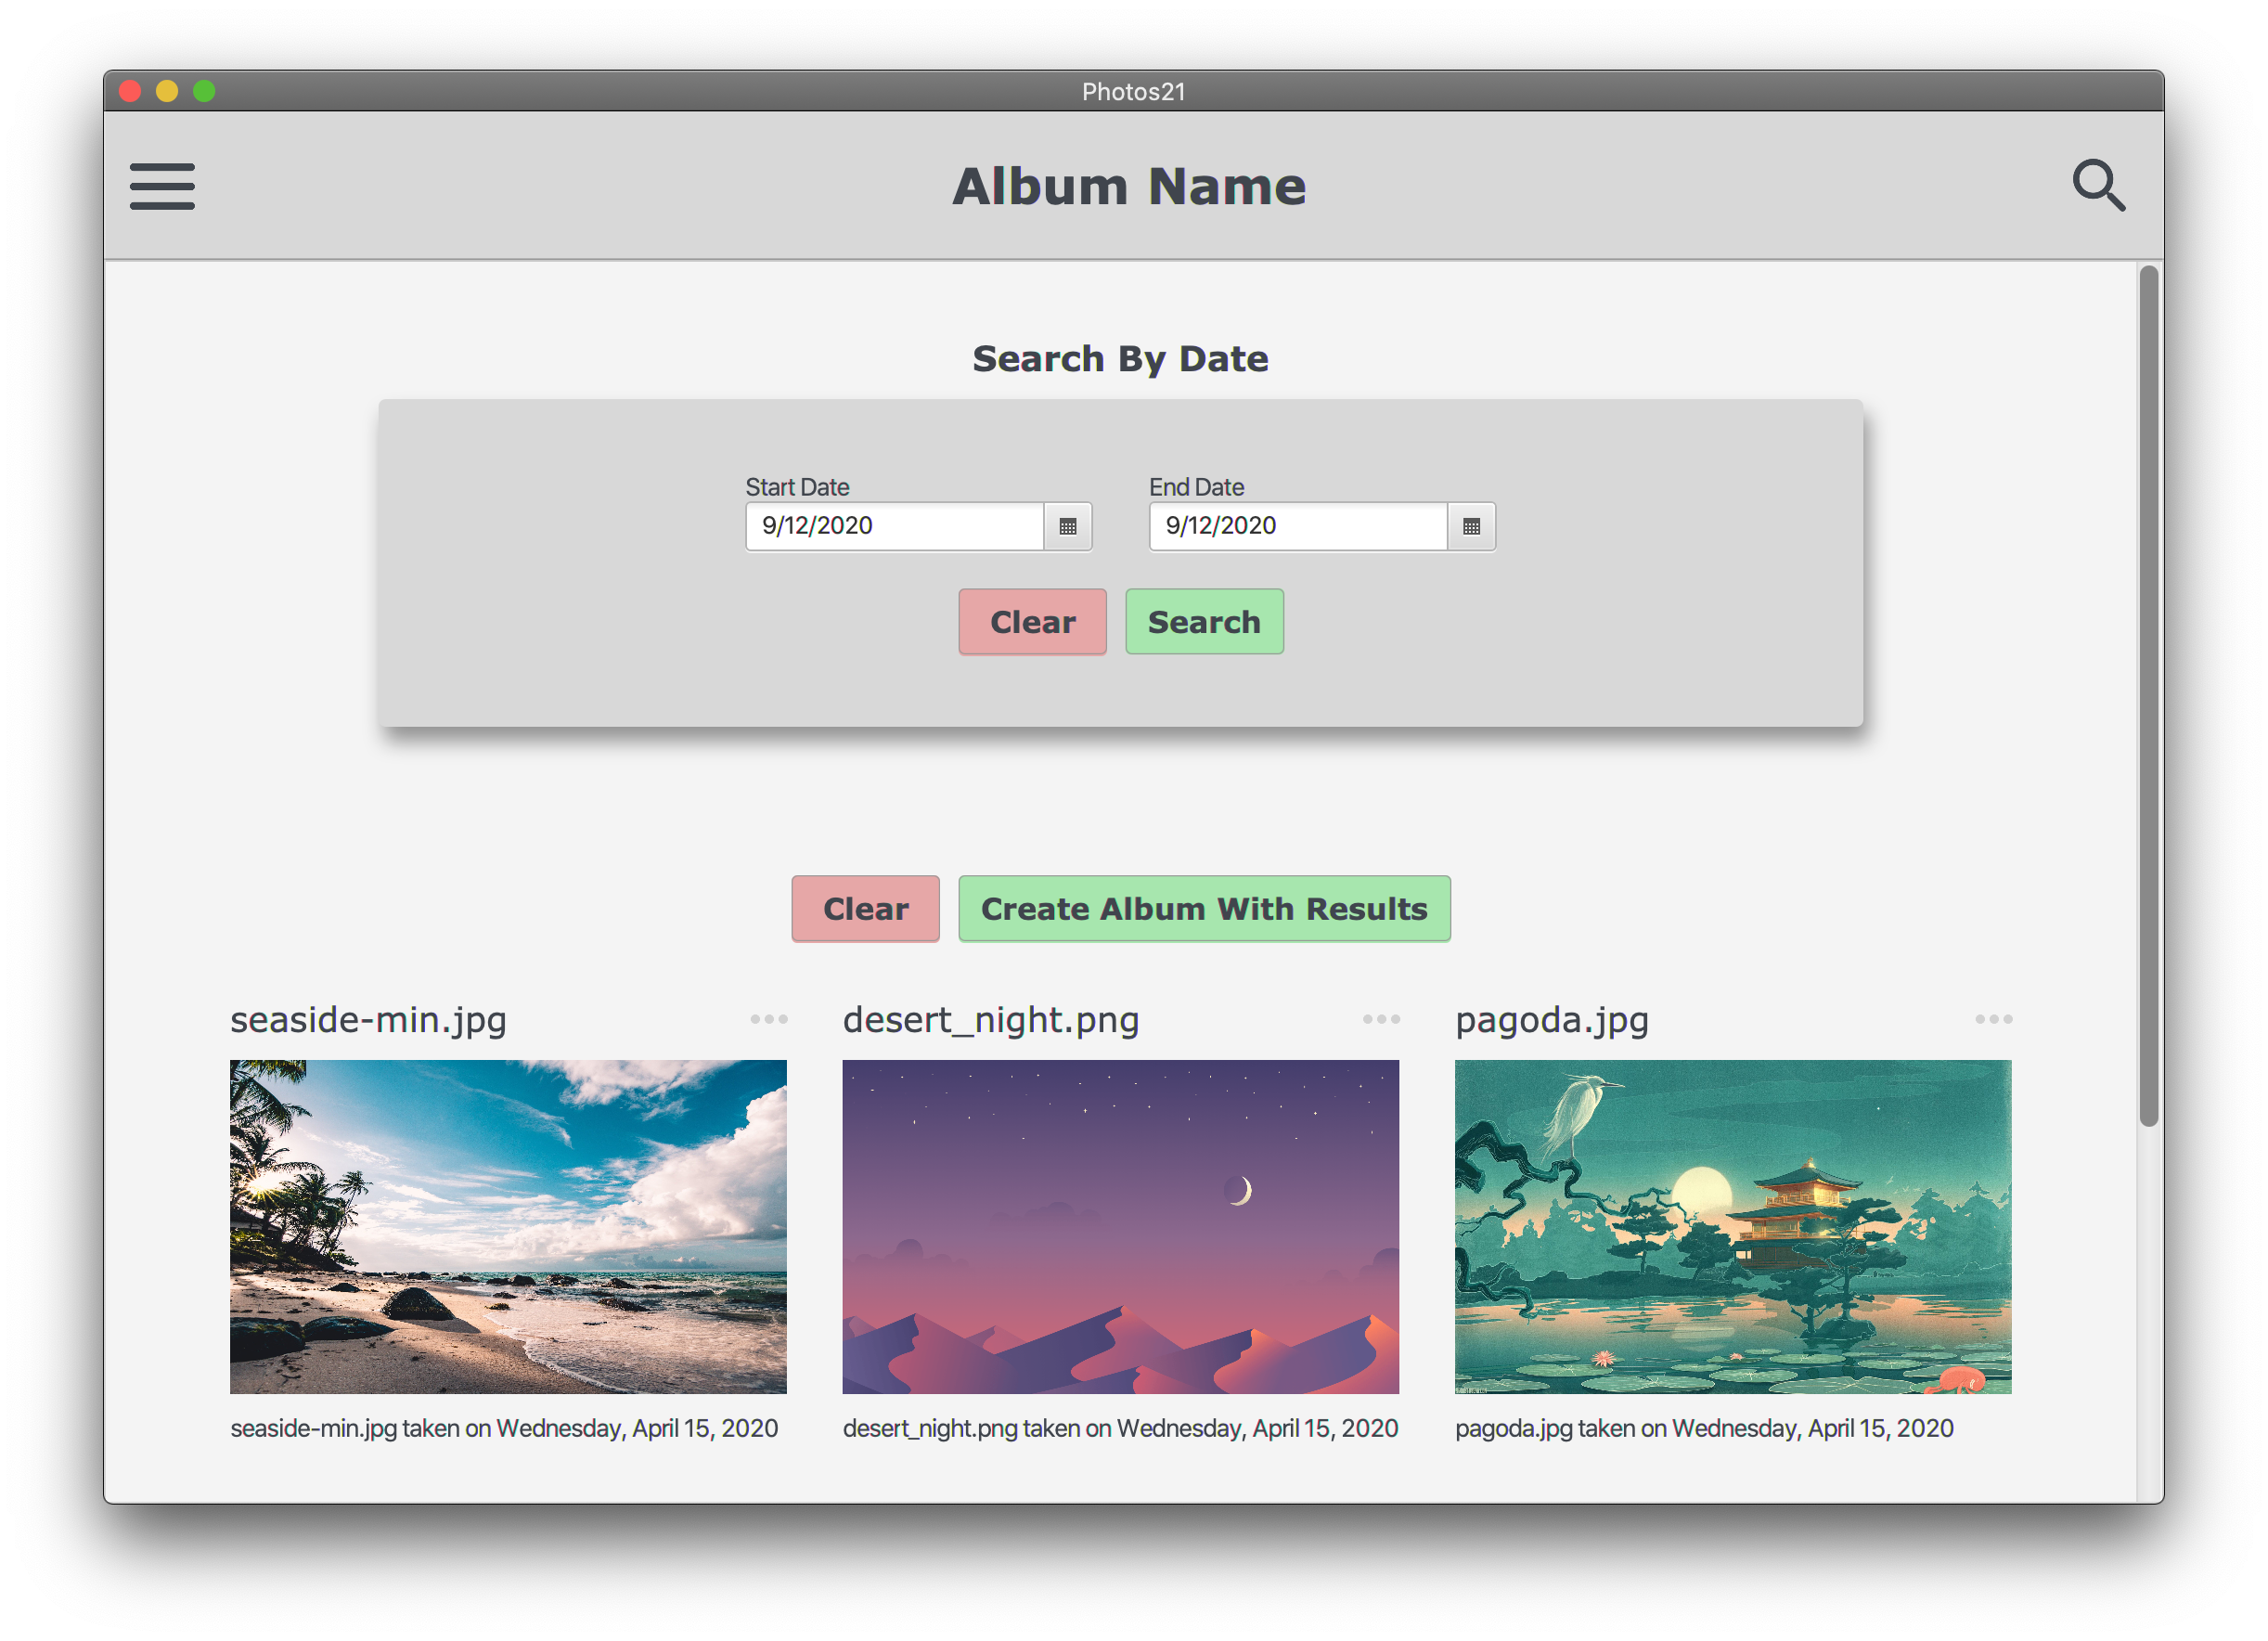 Photos21
Album Name
Search By Date
Start Date
End Date
9/12/2020
9/12/2020
Clear
Search
Clear
Create Album With Results
seaside-min.jpg
desert_night.png
pagoda.jpg
seaside-min.jpg taken on Wednesday, April 15, 2020
desert_night.png taken on Wednesday, April 15, 2020
pagoda.jpg taken on Wednesday, April 15, 2020